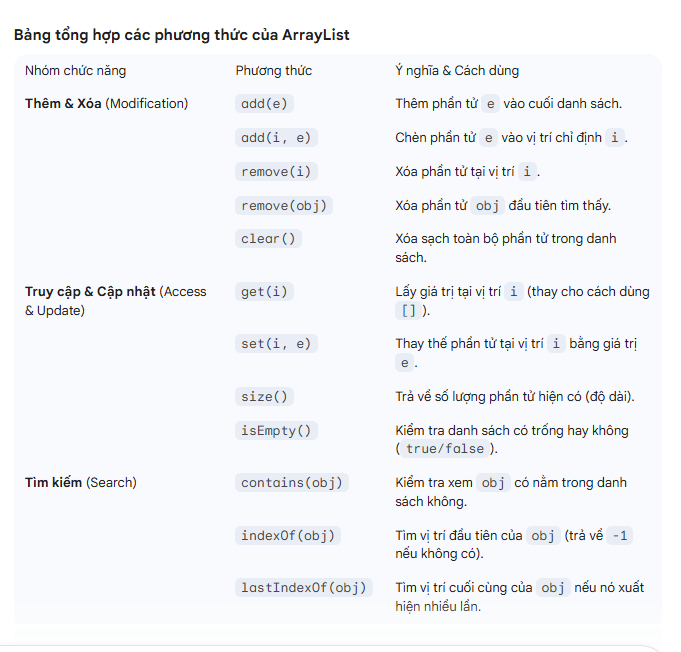 Bảng tổng hợp các phương thức của ArrayList
Nhóm chức năng Phương thức Ý nghĩa & Cách dùng
Thêm & Xóa (Modification) add(e) Thêm phần tử e vào cuối danh sách.
add(i, e) Chèn phần tử e vào vị trí chỉ định i .
remove(i) Xóa phần tử tại vị trí i .
remove(obj) Xóa phần tử obj đầu tiên tìm thấy.
clear() Xóa sạch toàn bộ phần tử trong danh
sách.
Truy cập & Cập nhật (Access get(i) Lấy giá trị tại vị trí i (thay cho cách dùng
& Update) [] ).
set(i, e) Thay thế phần tử tại vị trí i bằng giá trị
e .
size() Trả về số lượng phần tử hiện có (độ dài).
isEmpty() Kiểm tra danh sách có trống hay không
( true/false ).
Tìm kiếm (Search) contains(obj) Kiểm tra xem obj có nằm trong danh
sách không.
indexOf(obj) Tìm vị trí đầu tiên của obj (trả về -1
nếu không có).
lastIndexOf(obj) Tìm vị trí cuối cùng của obj nếu nó xuất
hiện nhiều lần.